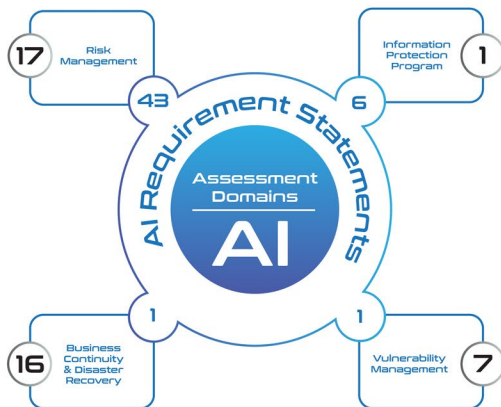 17
Risk
Management
43
Information
Protection
Program
1
6
AI Requirement Statements
Assessment
Domains
AI
1
16
Business
Continuity
& Disaster
Recovery
1
Vulnerability
Management
7